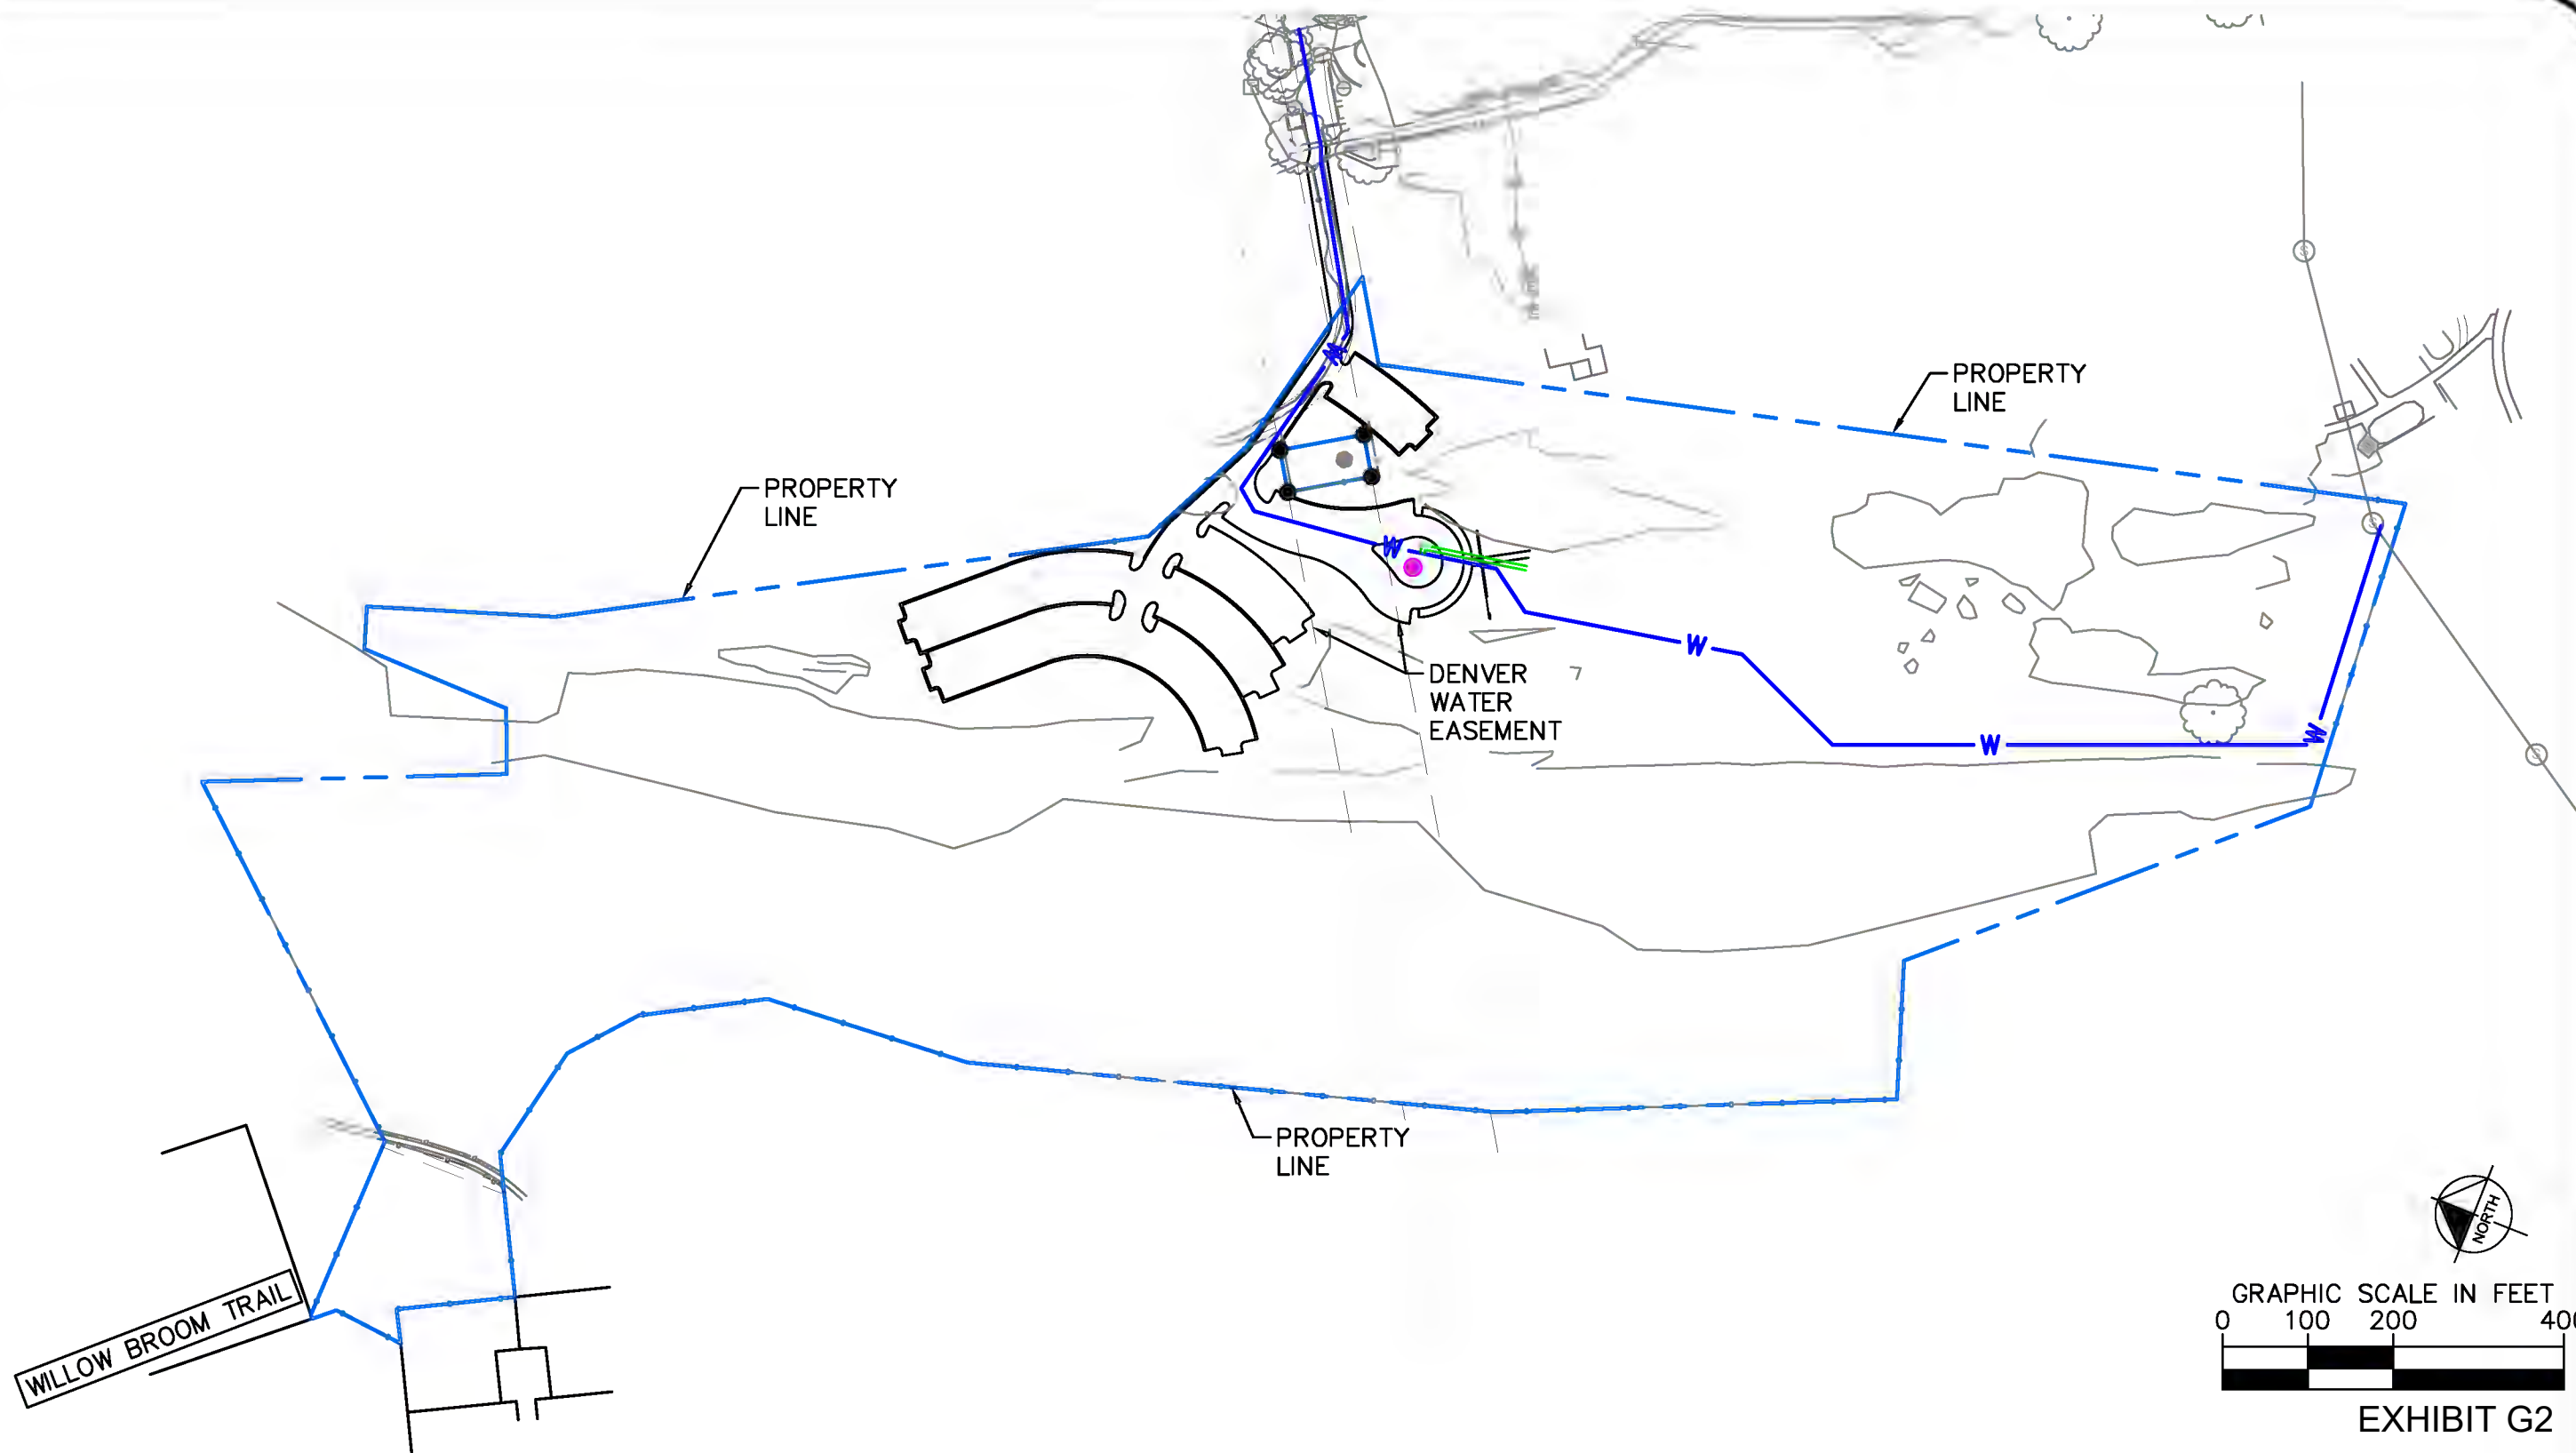 W
PROPERTY
LINE
PROPERTY
LINE
W
W
DENVER
WATER
EASEMENT
W
W
PROPERTY
LINE
S
S
S
NORTH
WILLOW BROOM TRAIL
GRAPHIC SCALE IN FEET
0 100 200 40
EXHIBIT G2